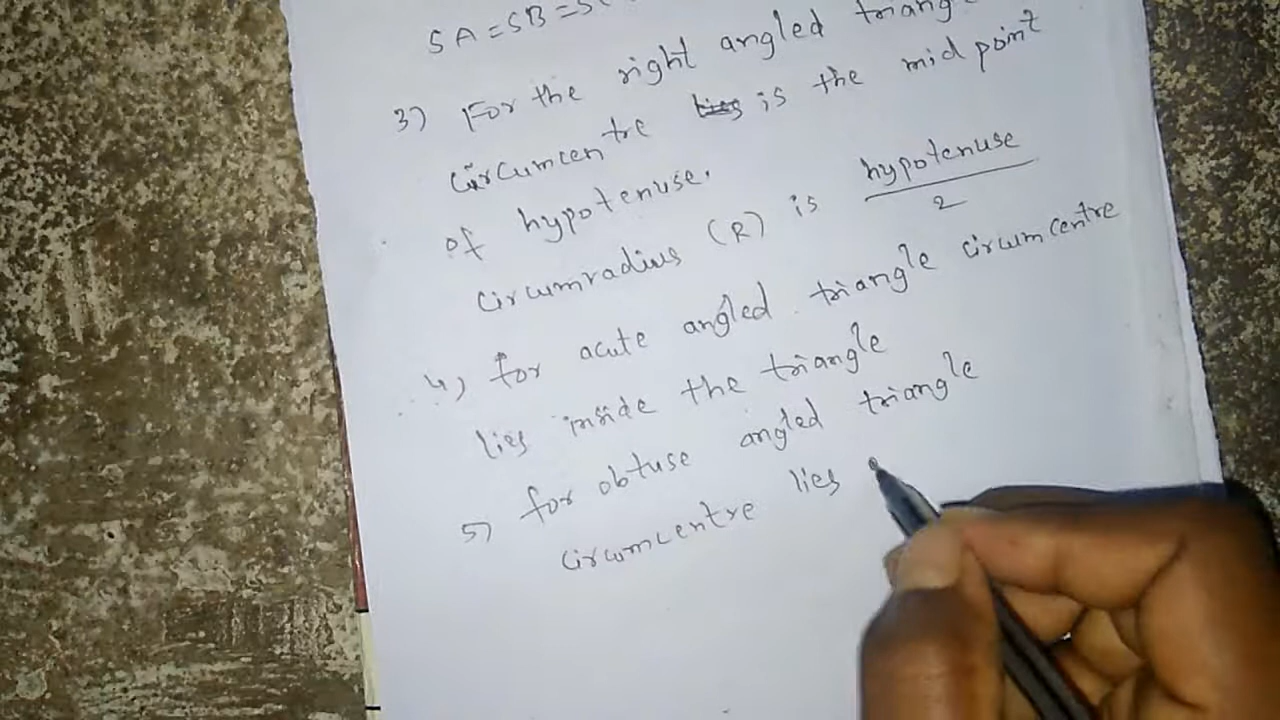 SA = SB = S
3) For the right angled triang
circumcentre is the mid point
of hypotenuse.
circumradius (R) is hypotenuse
2
4) for acute angled triangle circumcentre
lies inside the triangle
5) for obtuse angled triangle
circumcentre lies